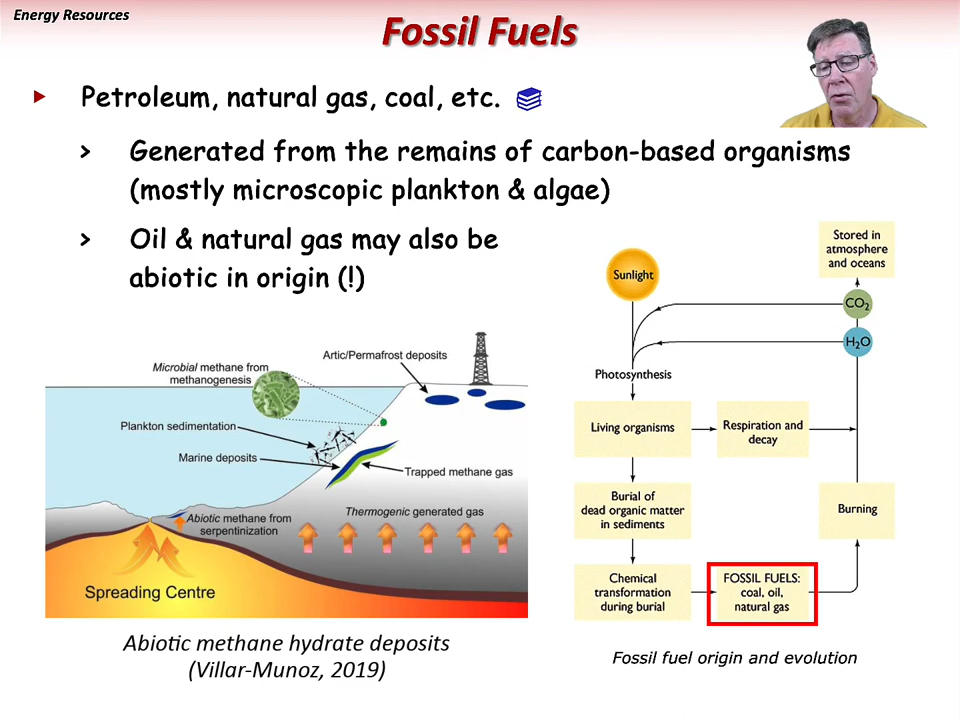 Energy Resources
Fossil Fuels
Petroleum, natural gas, coal, etc.
> Generated from the remains of carbon-based organisms
(mostly microscopic plankton & algae)
> Oil & natural gas may also be
abiotic in origin (!)
Artic/Permafrost deposits
Microbial methane from
methanogenesis
Plankton sedimentation
Marine deposits
Trapped methane gas
Abiotic methane from
serpentinization
Thermogenic generated gas
Spreading Centre
Abiotic methane hydrate deposits
(Villar-Munoz, 2019)
Stored in
atmosphere
and oceans
Sunlight
CO₂
H₂O
Photosynthesis
Living organisms
Respiration and
decay
Burial of
dead organic matter
in sediments
Burning
Chemical
transformation
during burial
FOSSIL FUELS:
coal, oil,
natural gas
Fossil fuel origin and evolution